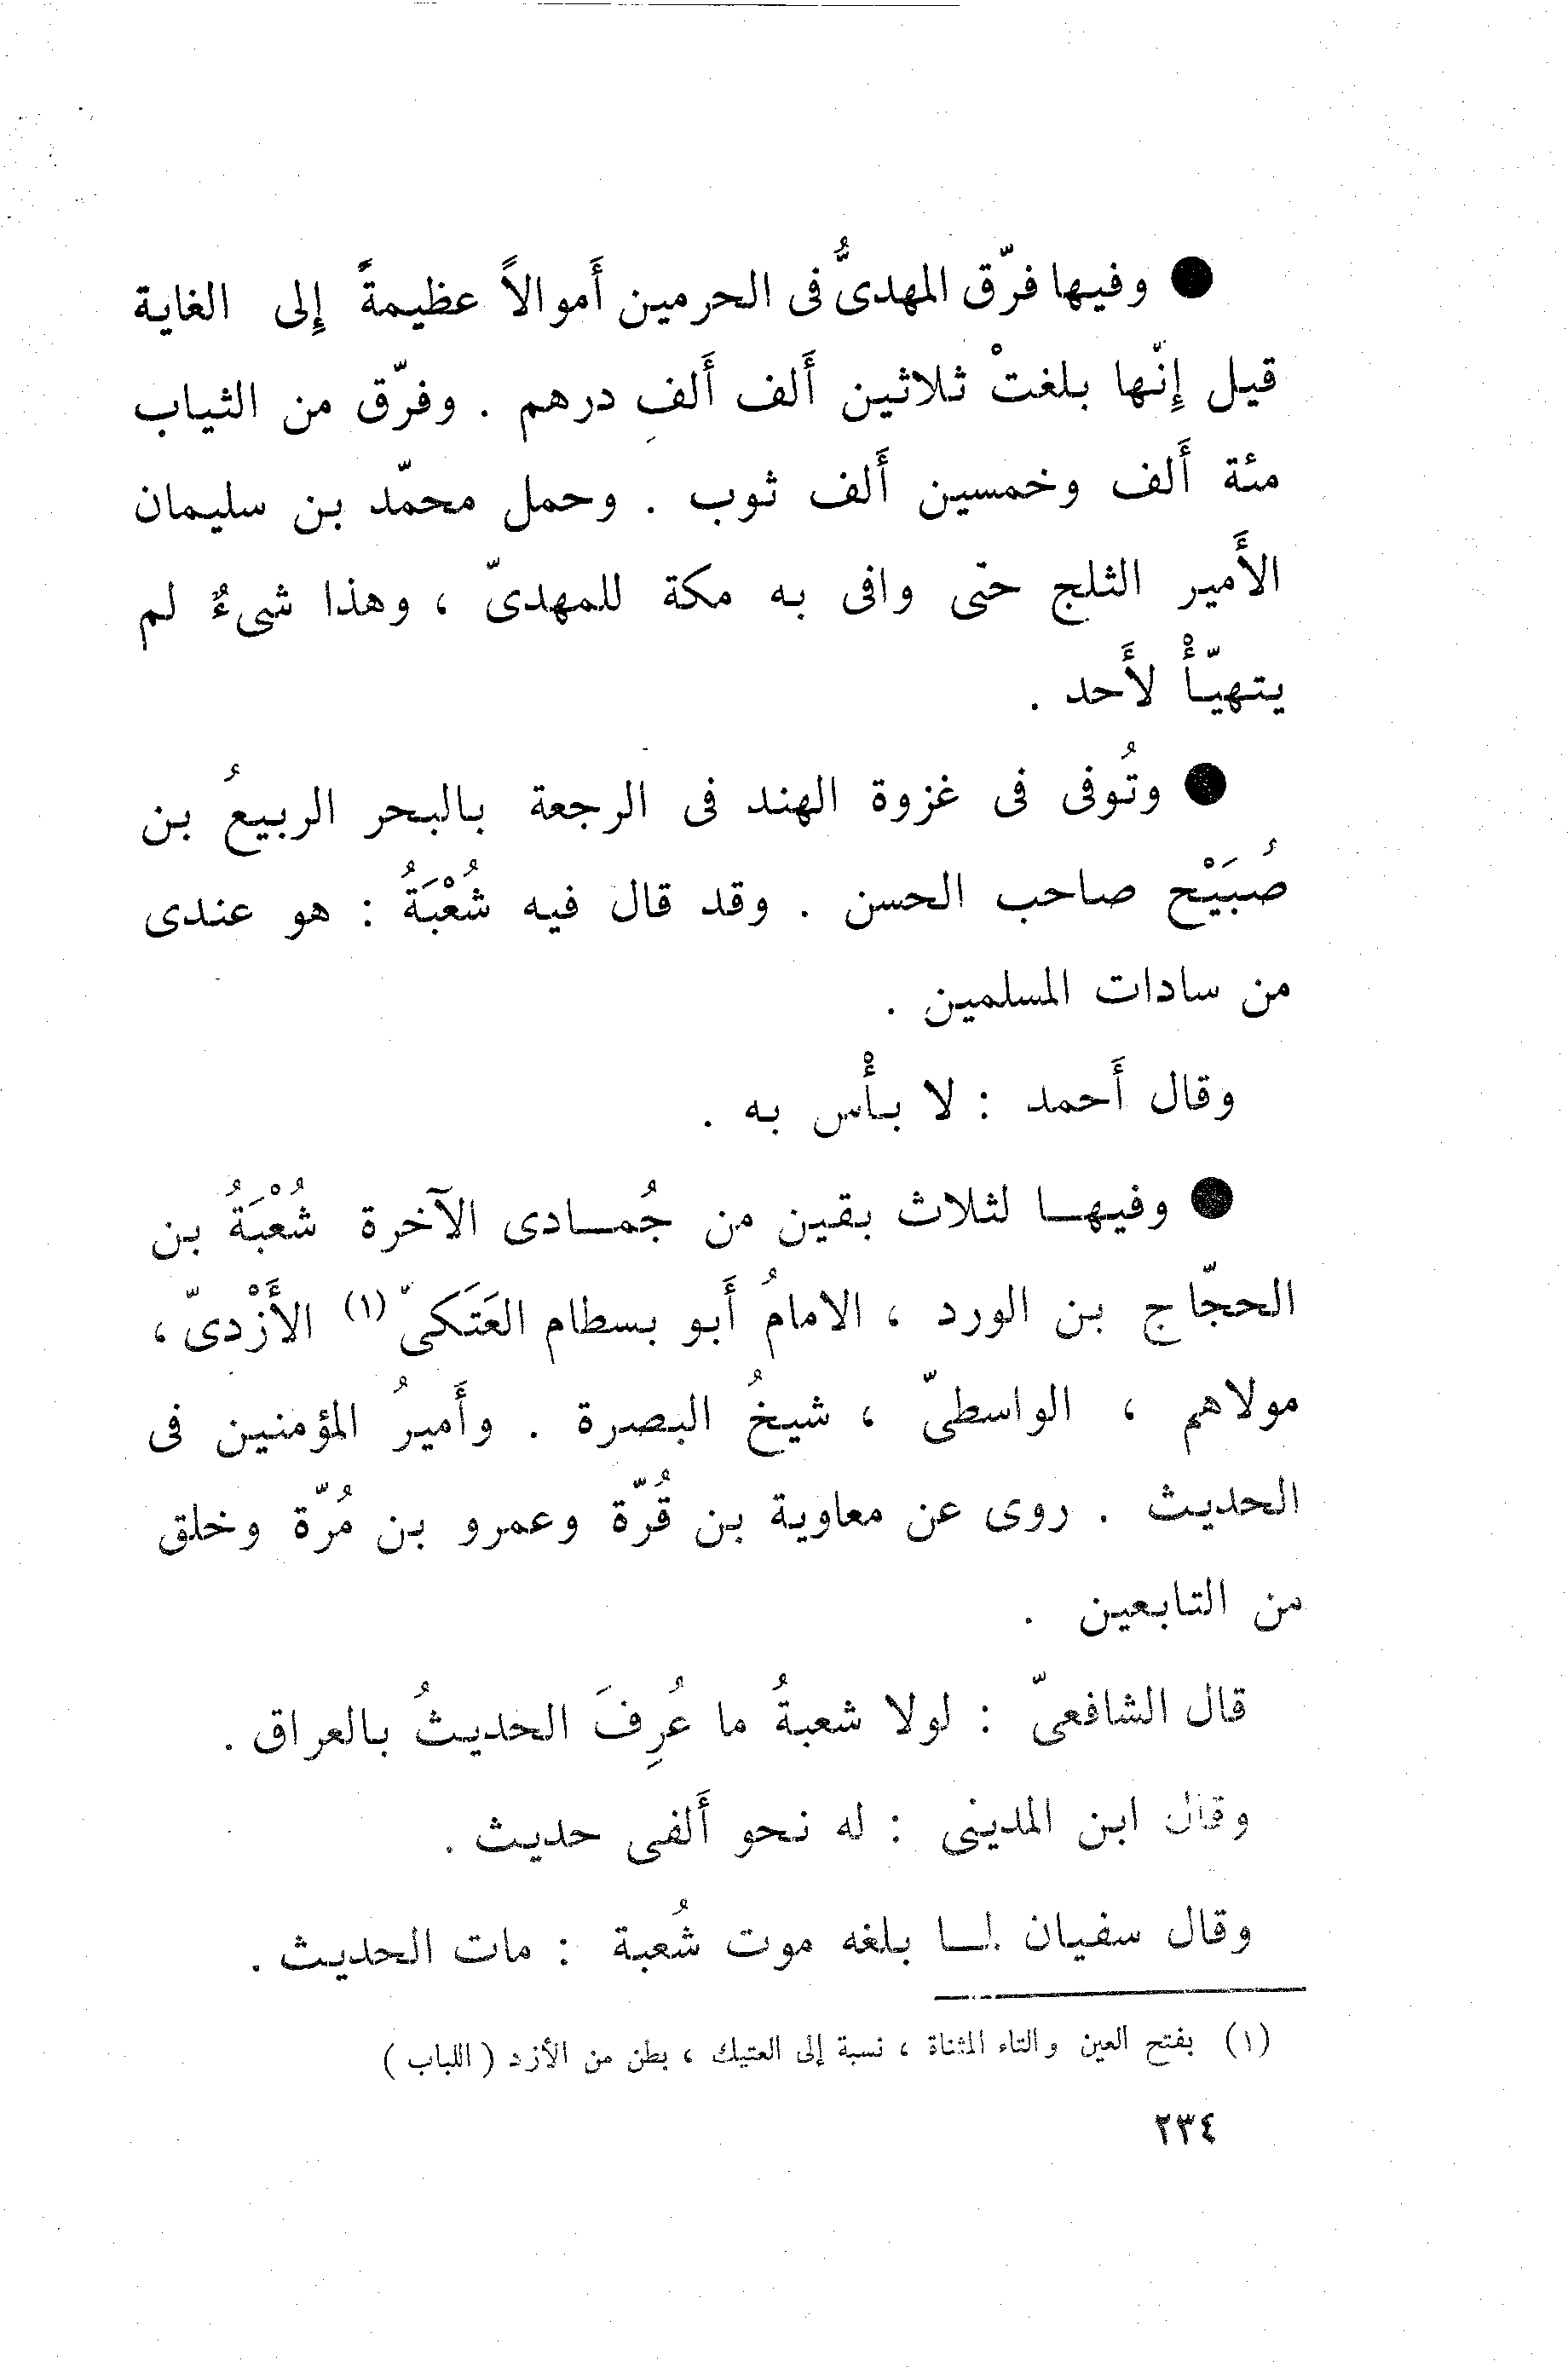 ● وفيها فرّق المهدىُّ فى الحرمين أَموالاً عظيمةً إِلى الغاية
قيل إِنّها بلغتْ ثلاثين أَلف أَلفِ درهم . وفرّق من الثياب
مئة أَلف وخمسين أَلف ثوب . وحمل محمّد بن سليمان
الأَمير الثلج حتى وافى به مكة للمهدىّ ، وهذا شىءٌ لم
يتهيّأْ لأَحد .
● وتُوفى فى غزوة الهند فى الرجعة بالبحر الربيعُ بن
صُبَيْح صاحب الحسن . وقد قال فيه شُعْبَةُ : هو عندى
من سادات المسلمين .
وقال أَحمد : لا بأْس به .
● وفيهـا لثلاث بقين من جُمـادى الآخرة شُعْبَةُ بن
الحجّاج بن الورد ، الامامُ أَبو بسطام العَتَكىّ (١) الأَزْدىّ ،
مولاهم ، الواسطىّ ، شيخُ البصرة . وأَميرُ المؤمنين فى
الحديث . روى عن معاوية بن قُرّة وعمرو بن مُرّة وخلق
من التابعين .
قال الشافعىّ : لولا شعبةُ ما عُرِفَ الحديثُ بالعراق .
وقال ابن المدينى : له نحو أَلفى حديث .
وقال سفيان لمـا بلغه موت شُعبة : مات الحديث .
(١) بفتح العين والتاء المثناة ، نسبة إلى العتيك ، بطن من الأزد ( اللباب )
٢٣٤